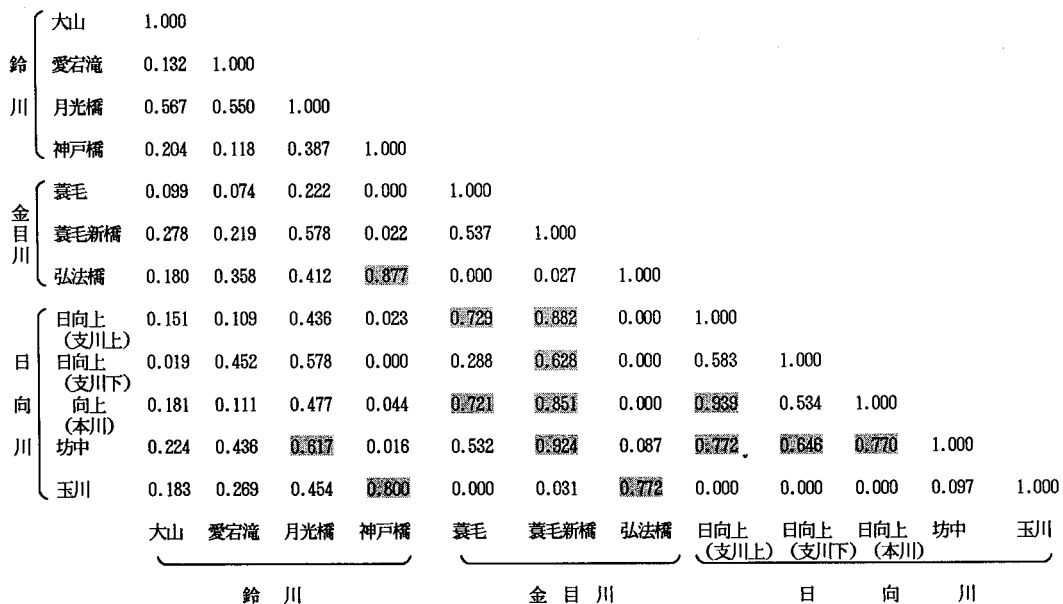 大山 1.000
鈴 愛宕滝 0.132 1.000
川 月光橋 0.567 0.550 1.000
神戸橋 0.204 0.118 0.387 1.000
蓑毛 0.099 0.074 0.222 0.000 1.000
金目川 蓑毛新橋 0.278 0.219 0.578 0.022 0.537 1.000
弘法橋 0.180 0.358 0.412 0.877 0.000 0.027 1.000
日向上 0.151 0.109 0.436 0.023 0.729 0.882 0.000 1.000
(支川上)
日 日向上 0.019 0.452 0.578 0.000 0.288 0.628 0.000 0.583 1.000
(支川下)
向 向上 0.181 0.111 0.477 0.044 0.721 0.851 0.000 0.939 0.534 1.000
(本川)
川 坊中 0.224 0.436 0.617 0.016 0.532 0.924 0.087 0.772 0.646 0.770 1.000
玉川 0.183 0.269 0.454 0.800 0.000 0.031 0.772 0.000 0.000 0.000 0.097 1.000
大山 愛宕滝 月光橋 神戸橋 蓑毛 蓑毛新橋 弘法橋 日向上 日向上 日向上 坊中 玉川
(支川上) (支川下) (本川)
鈴 川 金 目 川 日 向 川